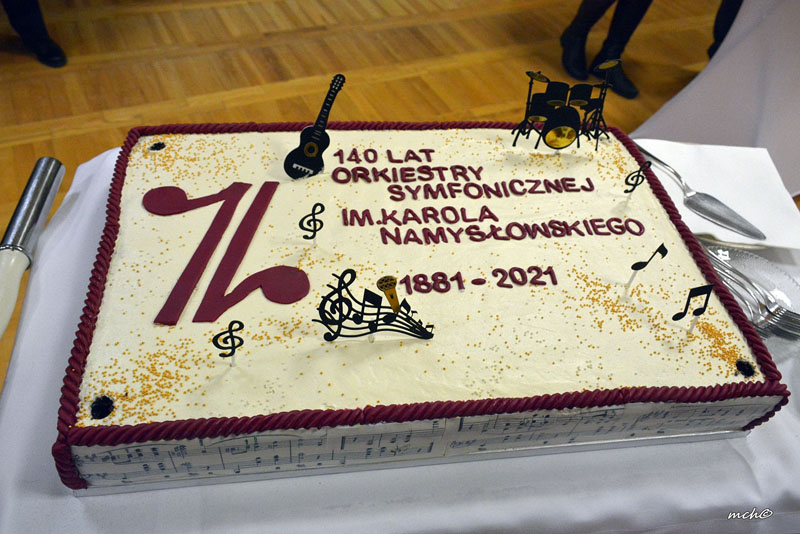 140 LAT
ORKIESTRY
SYMFONICZNEJ
IM.KAROLA
NAMYSŁOWSKIEGO
1881 - 2021
mch©